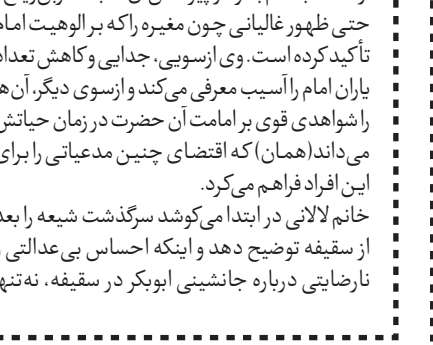 حتی ظهور غالیانی چون مغیره را که بر الوهیت امام
تأکید کرده است. وی ازسویی، جدایی و کاهش تعداد
یاران امام را آسیب معرفی می‌کند و ازسوی دیگر، آن‌ها
را شواهدی قوی بر امامت آن حضرت در زمان حیاتش
می‌داند (همان) که اقتضای چنین مدعیاتی را برای
این افراد فراهم می‌کرد.
خانم لالانی در ابتدا می‌کوشد سرگذشت شیعه را بعد
از سقیفه توضیح دهد و اینکه احساس بی‌عدالتی
نارضایتی درباره جانشینی ابوبکر در سقیفه، نه‌تنها